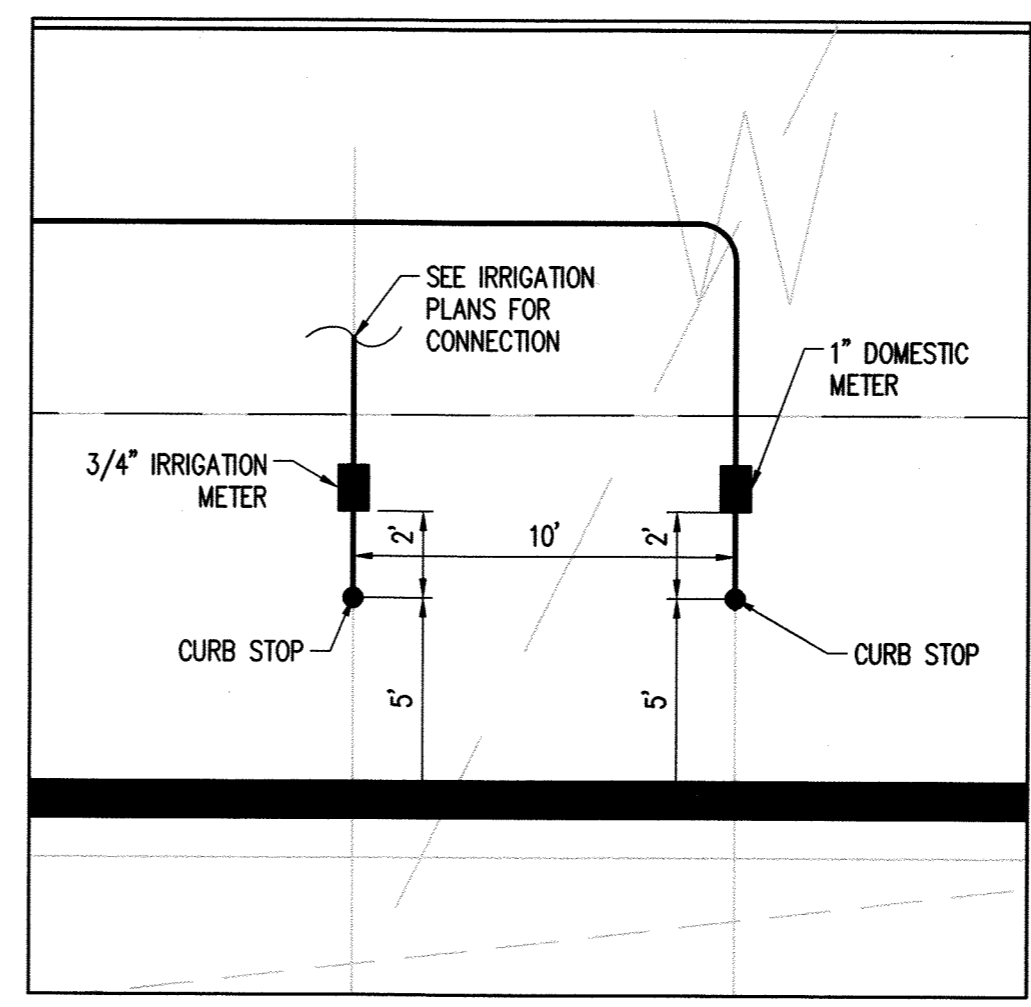 SEE IRRIGATION
PLANS FOR
CONNECTION
1" DOMESTIC
METER
3/4" IRRIGATION
METER
2'
10'
2'
CURB STOP
CURB STOP
5'
5'
W